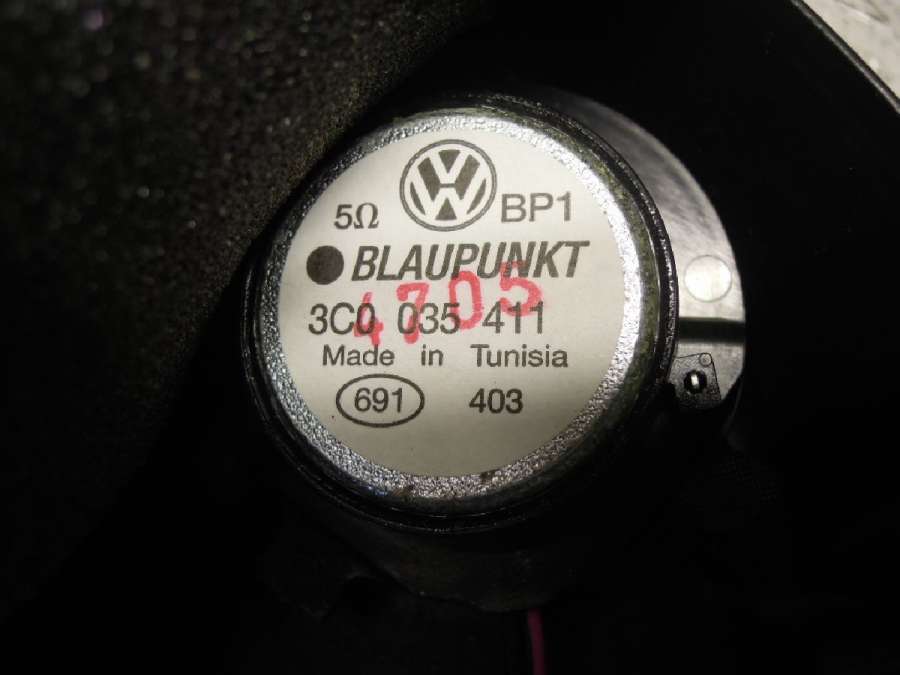 5Ω BP1
BLAUPUNKT
4705
3C0 035 411
Made in Tunisia
691 403